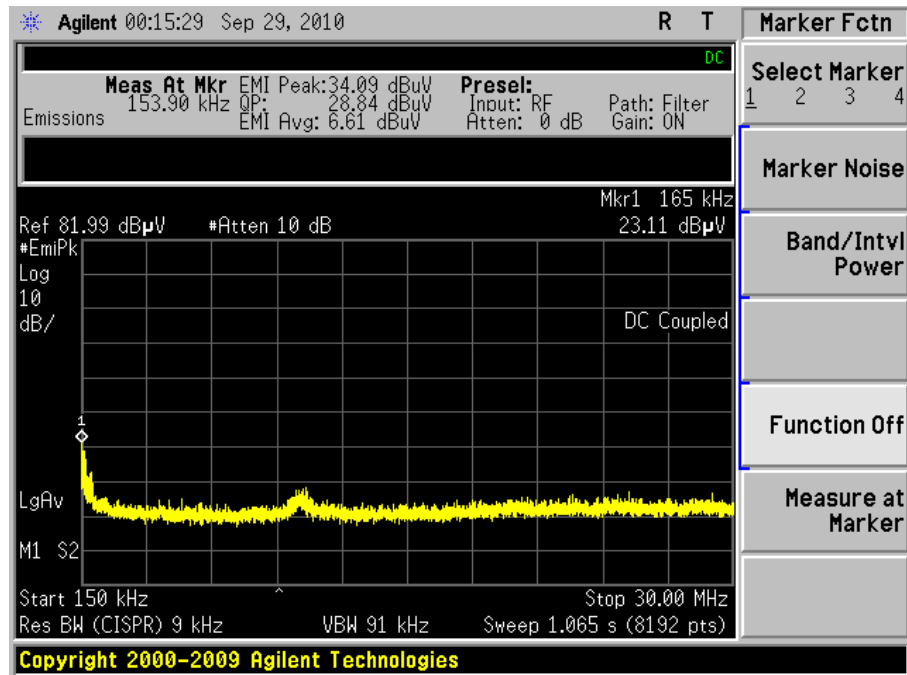 Agilent 00:15:29 Sep 29, 2010 R T
Marker Fctn
DC
Meas At Mkr EMI Peak:34.09 dBuV Presel:
153.90 kHz QP: 28.84 dBuV Input: RF Path: Filter
Emissions EMI Avg: 6.61 dBuV Atten: 0 dB Gain: ON
Mkr1 165 kHz
Ref 81.99 dBµV #Atten 10 dB 23.11 dBµV
#EmiPk
Log
10
dB/
DC Coupled
1
LgAv
M1 S2
Start 150 kHz ^ Stop 30.00 MHz
Res BW (CISPR) 9 kHz VBW 91 kHz Sweep 1.065 s (8192 pts)
Copyright 2000-2009 Agilent Technologies
Select Marker
1 2 3 4
Marker Noise
Band/Intvl
Power
Function Off
Measure at
Marker